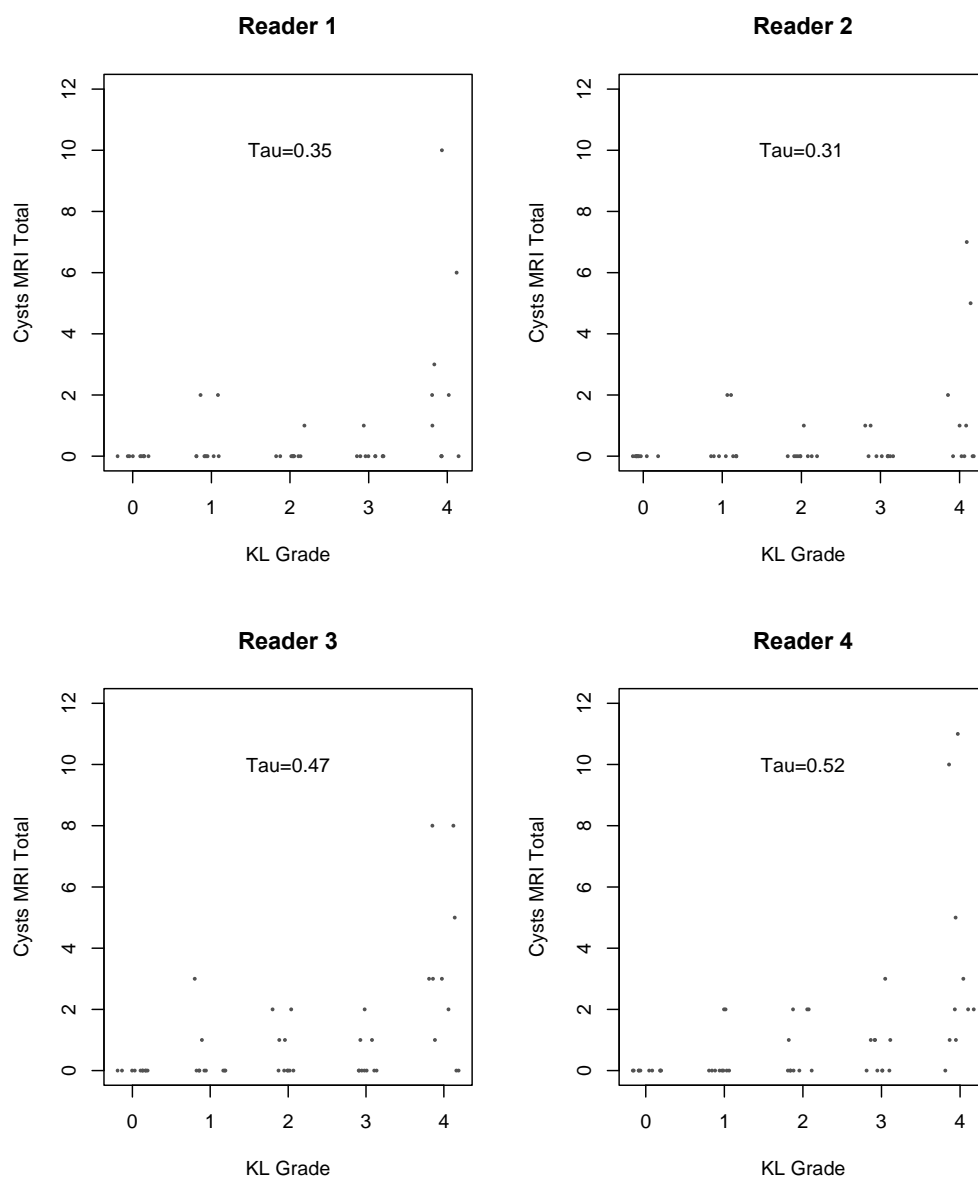 Reader 1
Cysts MRI Total
12
10
8
6
4
2
0
Tau=0.35
0 1 2 3 4
KL Grade
Reader 2
Cysts MRI Total
12
10
8
6
4
2
0
Tau=0.31
0 1 2 3 4
KL Grade
Reader 3
Cysts MRI Total
12
10
8
6
4
2
0
Tau=0.47
0 1 2 3 4
KL Grade
Reader 4
Cysts MRI Total
12
10
8
6
4
2
0
Tau=0.52
0 1 2 3 4
KL Grade